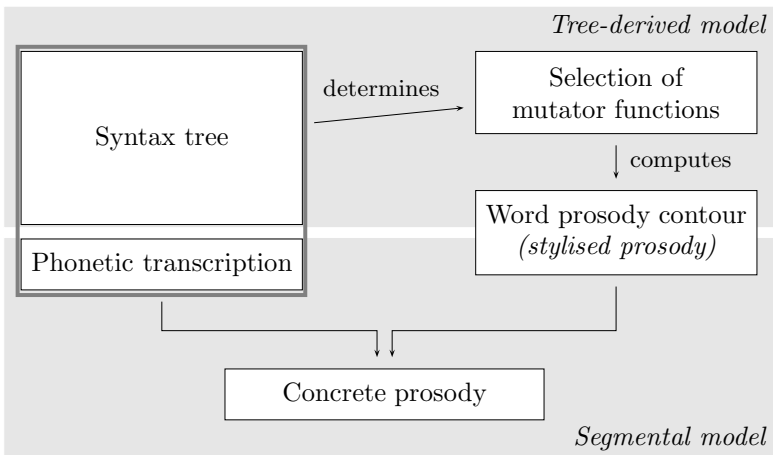 Tree-derived model
Syntax tree
determines
Selection of
mutator functions
computes
Word prosody contour
(stylised prosody)
Phonetic transcription
Concrete prosody
Segmental model